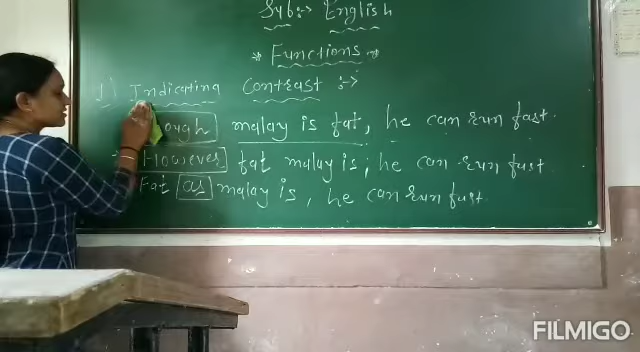 Sub:- English
* Functions *
1) Indicating Contrast :-
ough malay is fat, he can run fast.
However fat malay is; he can run fast.
Fat as malay is, he can run fast.
FILMIGO